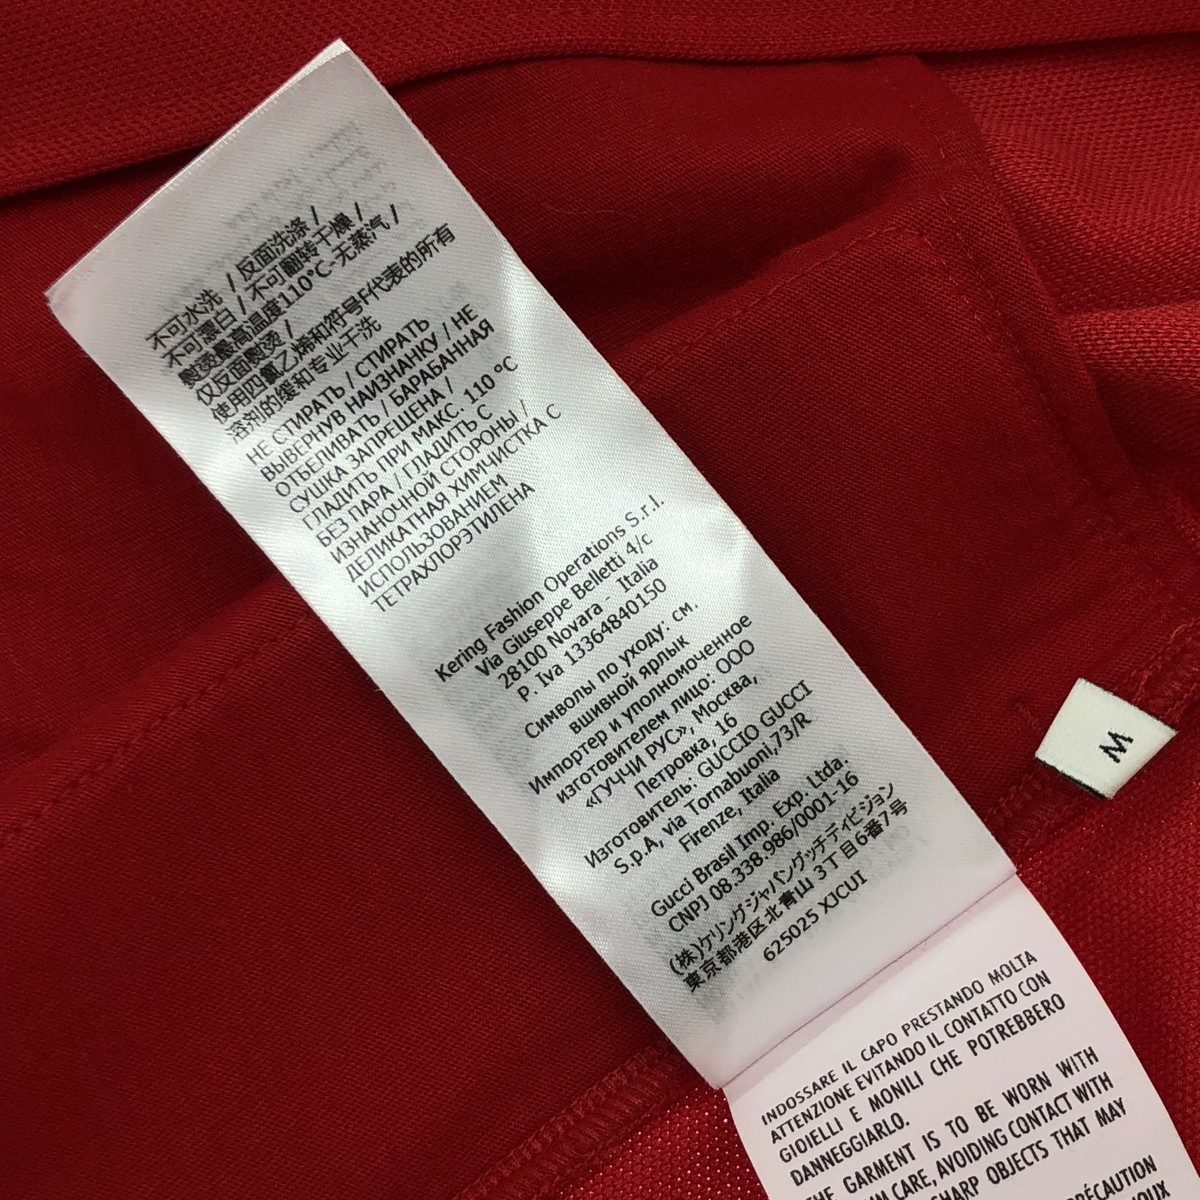 不可水洗 / 反面洗涤 /
不可漂白 / 不可翻转干燥 /
熨烫最高温度110°C-无蒸汽 /
仅反面熨烫 /
使用四氯乙烯和符号F代表的所有
溶剂的缓和专业干洗
НЕ СТИРАТЬ / СТИРАТЬ
ВЫВЕРНУВ НАИЗНАНКУ / НЕ
ОТБЕЛИВАТЬ / БАРАБАННАЯ
СУШКА ЗАПРЕЩЕНА /
ГЛАДИТЬ ПРИ МАКС. 110 °C
БЕЗ ПАРА / ГЛАДИТЬ С
ИЗНАНОЧНОЙ СТОРОНЫ /
ДЕЛИКАТНАЯ ХИМЧИСТКА С
ИСПОЛЬЗОВАНИЕМ
ТЕТРАХЛОРЭТИЛЕНА
Kering Fashion Operations S.r.l.
Via Giuseppe Belletti 4/c
28100 Novara - Italia
P. Iva 13364840150
Символы по уходу: см.
вшивной ярлык
Импортер и уполномоченное
изготовителем лицо: ООО
«ГУЧЧИ РУС», Москва,
Петровка, 16
Изготовитель: GUCCIO GUCCI
S.p.A, via Tornabuoni,73/R
Firenze, Italia
Gucci Brasil Imp. Exp. Ltda.
CNPJ 08.338.986/0001-16
(株)ケリングジャパングッチディビジョン
東京都港区北青山 3丁目6番7号
625025 XJCUI
M
INDOSSARE IL CAPO PRESTANDO MOLTA
ATTENZIONE EVITANDO IL CONTATTO CON
GIOIELLI E MONILI CHE POTREBBERO
DANNEGGIARLO.
THE GARMENT IS TO BE WORN WITH
CARE, AVOIDING CONTACT WITH
SHARP OBJECTS THAT MAY
PRÉCAUTION